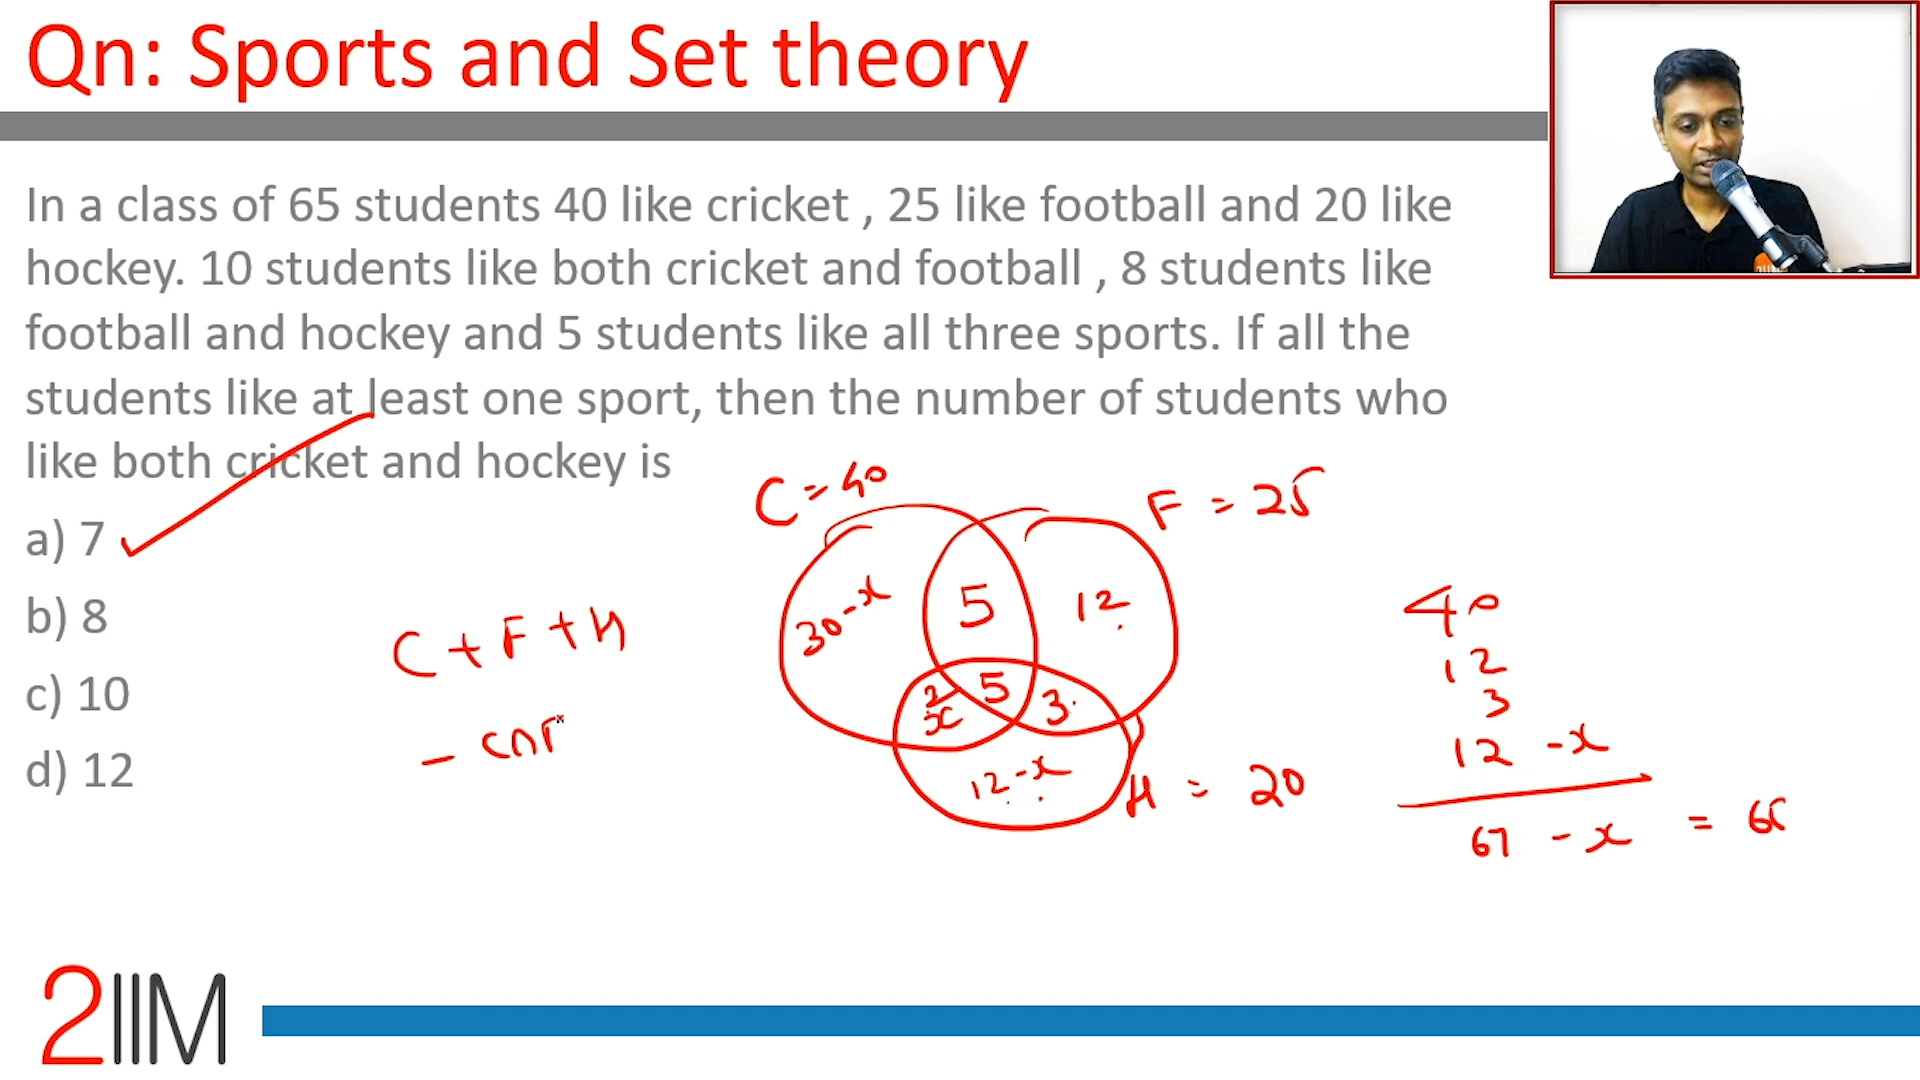 Qn: Sports and Set theory
In a class of 65 students 40 like cricket , 25 like football and 20 like
hockey. 10 students like both cricket and football , 8 students like
football and hockey and 5 students like all three sports. If all the
students like at least one sport, then the number of students who
like both cricket and hockey is
a) 7
b) 8
c) 10
d) 12
C + F + H
- C∩F
C = 40
F = 25
30 - x
5
12
2
x
5
3
12 - x
H = 20
40
12
3
12 - x
67 - x = 65
2IIM